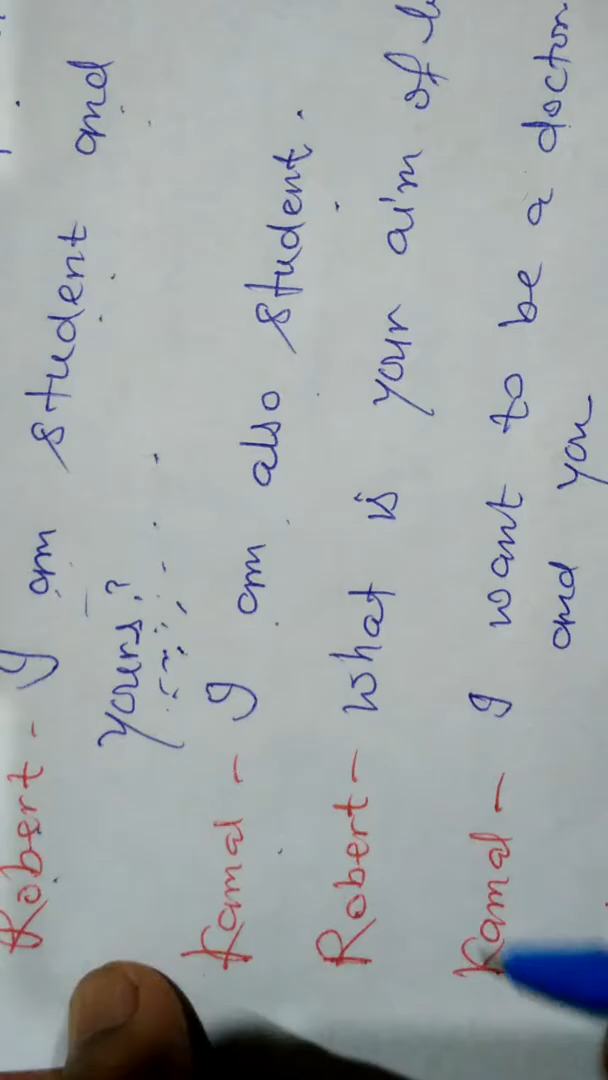 Robert - I am student and
yours?
Kamal - I am also student.
Robert - What is your aim of
Kamal - I want to be a doctor
and you